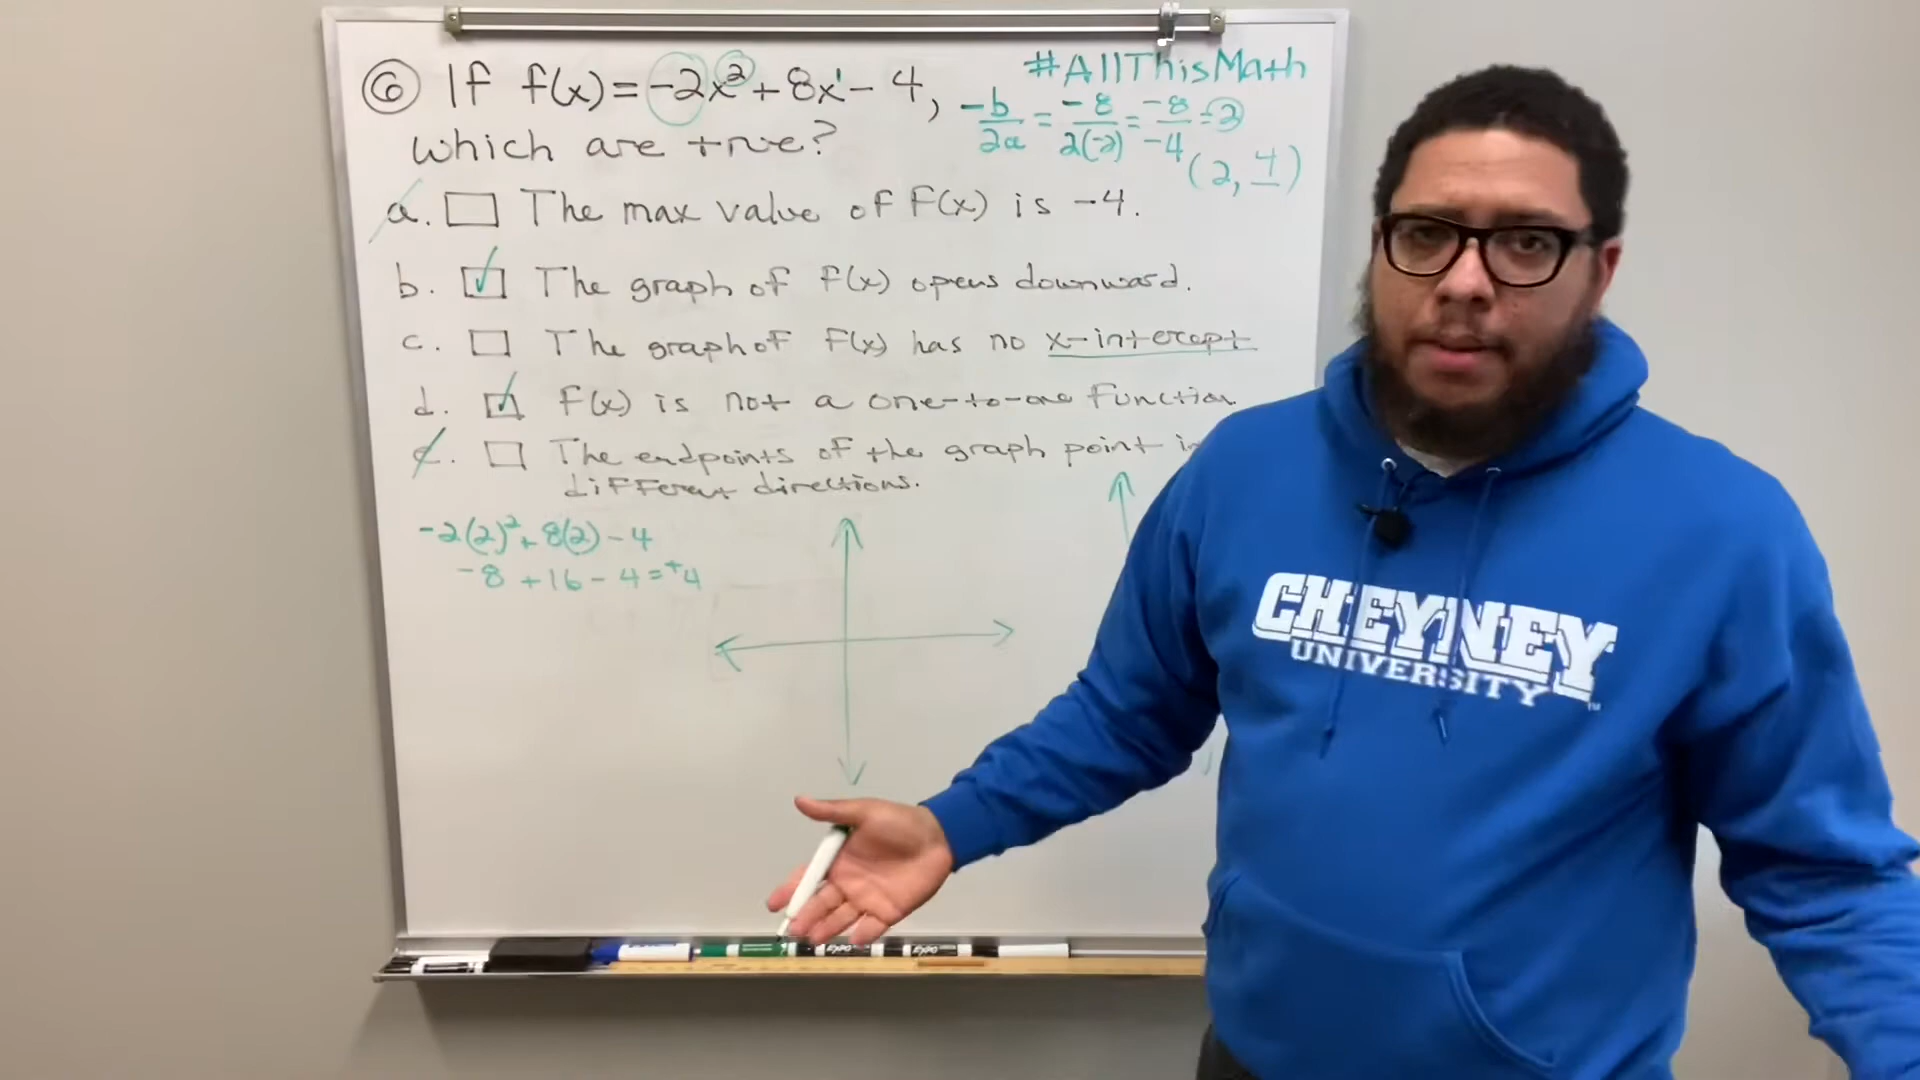 ⑥ If f(x) = -2x² + 8x¹ - 4,
which are true?
#AllThisMath
-b/2a = -8/2(-2) = -8/-4 = 2
(2, 4)
a. The max value of f(x) is -4.
b. ✓ The graph of f(x) opens downward.
c. The graph of f(x) has no x-intercept
d. ✓ f(x) is not a one-to-one function
e. The endpoints of the graph point in
different directions.
-2(2)² + 8(2) - 4
-8 + 16 - 4 = +4
CHEYNEY
UNIVERSITY
TM
EXPO
EXPO